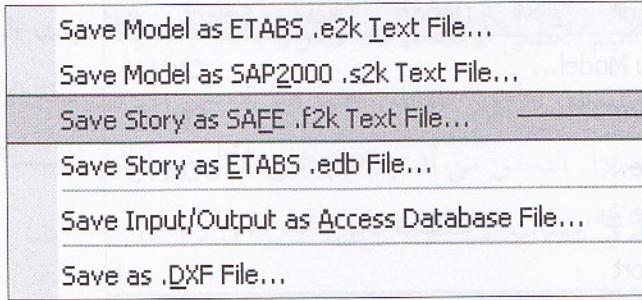 Save Model as ETABS .e2k Text File...
Save Model as SAP2000 .s2k Text File...
Save Story as SAFE .f2k Text File...
Save Story as ETABS .edb File...
Save Input/Output as Access Database File...
Save as .DXF File...